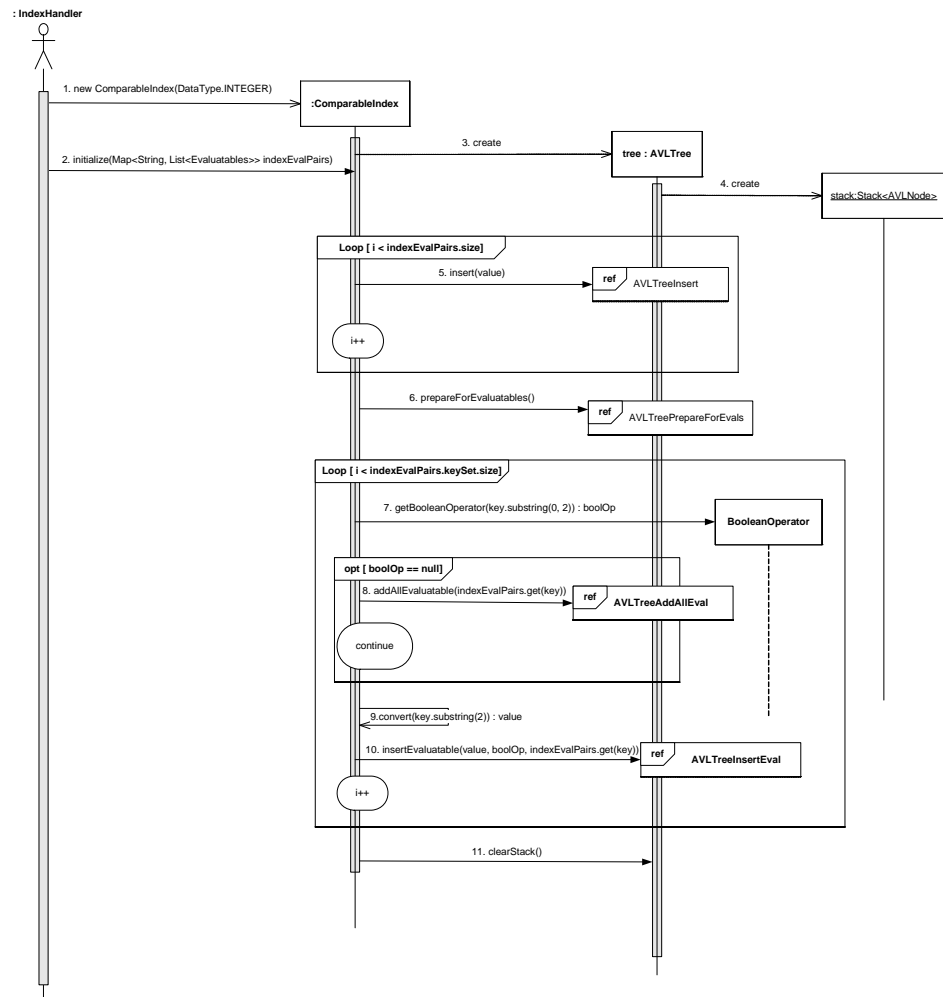 : IndexHandler
1. new ComparableIndex(DataType.INTEGER)
:ComparableIndex
2. initialize(Map<String, List<Evaluatables>> indexEvalPairs)
3. create
tree : AVLTree
4. create
stack:Stack<AVLNode>
Loop [ i < indexEvalPairs.size]
5. insert(value)
ref
AVLTreeInsert
i++
6. prepareForEvaluatables()
ref
AVLTreePrepareForEvals
Loop [ i < indexEvalPairs.keySet.size]
7. getBooleanOperator(key.substring(0, 2)) : boolOp
BooleanOperator
opt [ boolOp == null]
8. addAllEvaluatable(indexEvalPairs.get(key))
ref
AVLTreeAddAllEval
continue
9.convert(key.substring(2)) : value
10. insertEvaluatable(value, boolOp, indexEvalPairs.get(key))
ref
AVLTreeInsertEval
i++
11. clearStack()